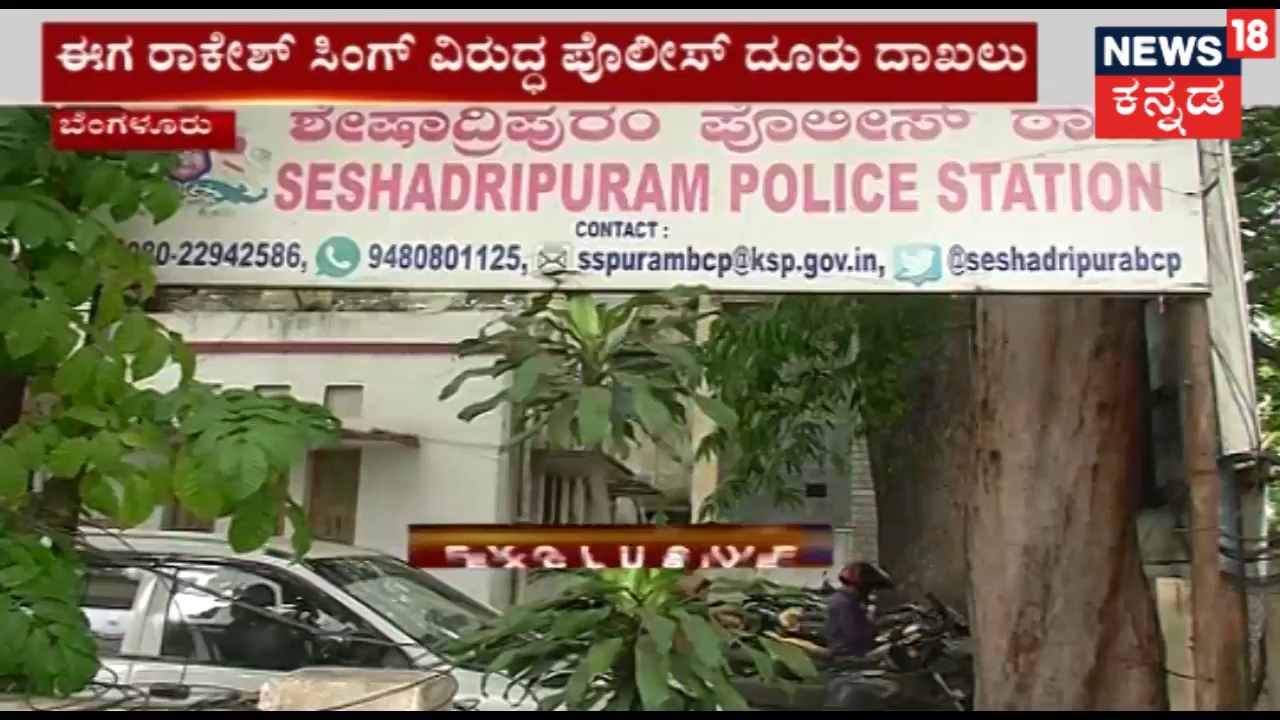 ಈಗ ರಾಕೇಶ್ ಸಿಂಗ್ ವಿರುದ್ಧ ಪೊಲೀಸ್ ದೂರು ದಾಖಲು
NEWS 18
ಕನ್ನಡ
ಬೆಂಗಳೂರು
ಶೇಷಾದ್ರಿಪುರಂ ಪೊಲೀಸ್
SESHADRIPURAM POLICE STATION
CONTACT :
080-22942586, 9480801125, sspurambcp@ksp.gov.in, @seshadripurabcp
EXCLUSIVE